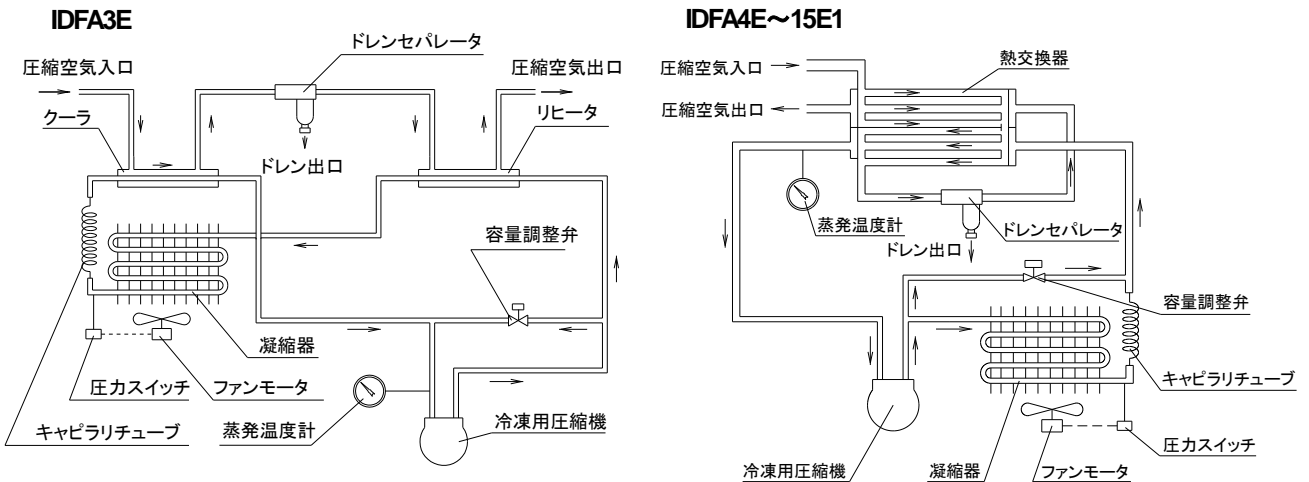 IDFA3E
ドレンセパレータ
圧縮空気入口
圧縮空気出口
クーラ
リヒータ
ドレン出口
容量調整弁
凝縮器
圧力スイッチ
ファンモータ
キャピラリチューブ
蒸発温度計
冷凍用圧縮機
IDFA4E～15E1
熱交換器
圧縮空気入口
圧縮空気出口
蒸発温度計
ドレンセパレータ
ドレン出口
容量調整弁
キャピラリチューブ
圧力スイッチ
冷凍用圧縮機
凝縮器
ファンモータ